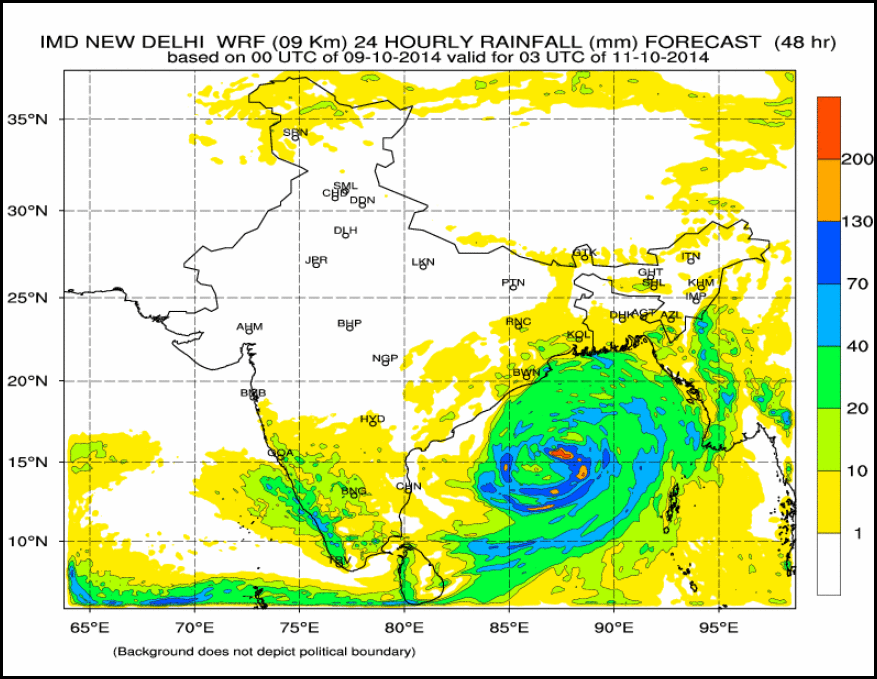 IMD NEW DELHI WRF (09 Km) 24 HOURLY RAINFALL (mm) FORECAST (48 hr)
based on 00 UTC of 09-10-2014 valid for 03 UTC of 11-10-2014
35°N
SRN
200
SML
CHD
DDN
30°N
130
DLH
GTK
ITN
JPR
LKN
GHT
PTN
SHL
KHM
70
25°N
IMP
AHM
BHP
RNC
DHK
AGT
AZL
KOL
40
NGP
BWN
20°N
BMB
20
HYD
GOA
15°N
10
CHN
BNG
10°N
1
TRV
65°E
70°E
75°E
80°E
85°E
90°E
95°E
(Background does not depict political boundary)